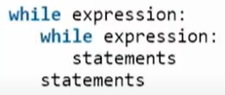 while expression:
    while expression:
        statements
    statements